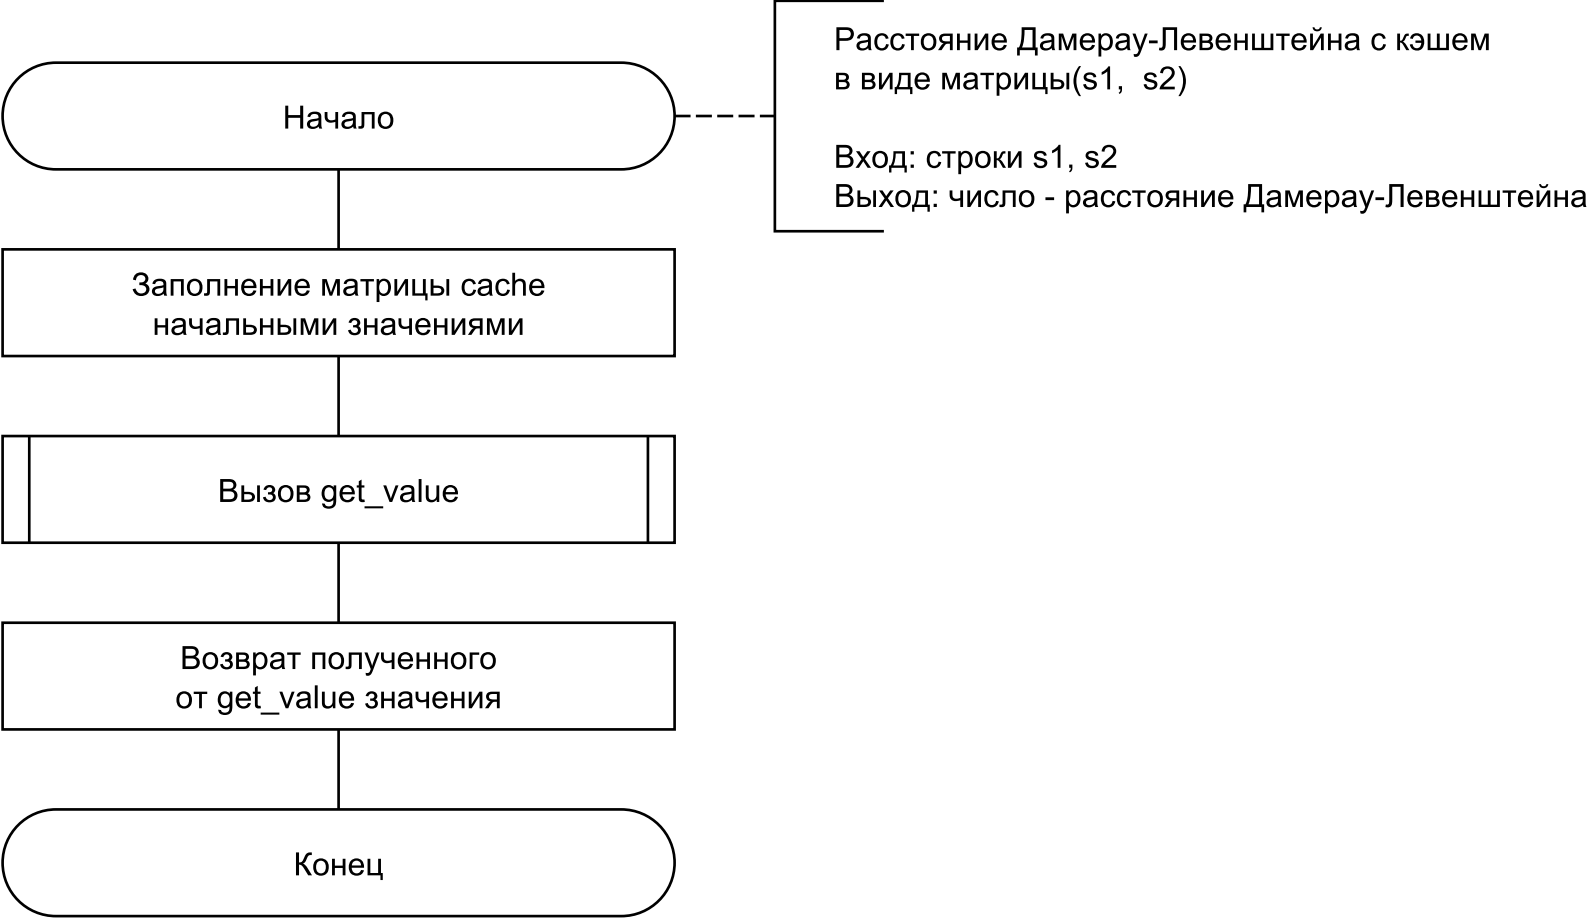 Начало
Расстояние Дамерау-Левенштейна с кэшем
в виде матрицы(s1, s2)
Вход: строки s1, s2
Выход: число - расстояние Дамерау-Левенштейна
Заполнение матрицы cache
начальными значениями
Вызов get_value
Возврат полученного
от get_value значения
Конец